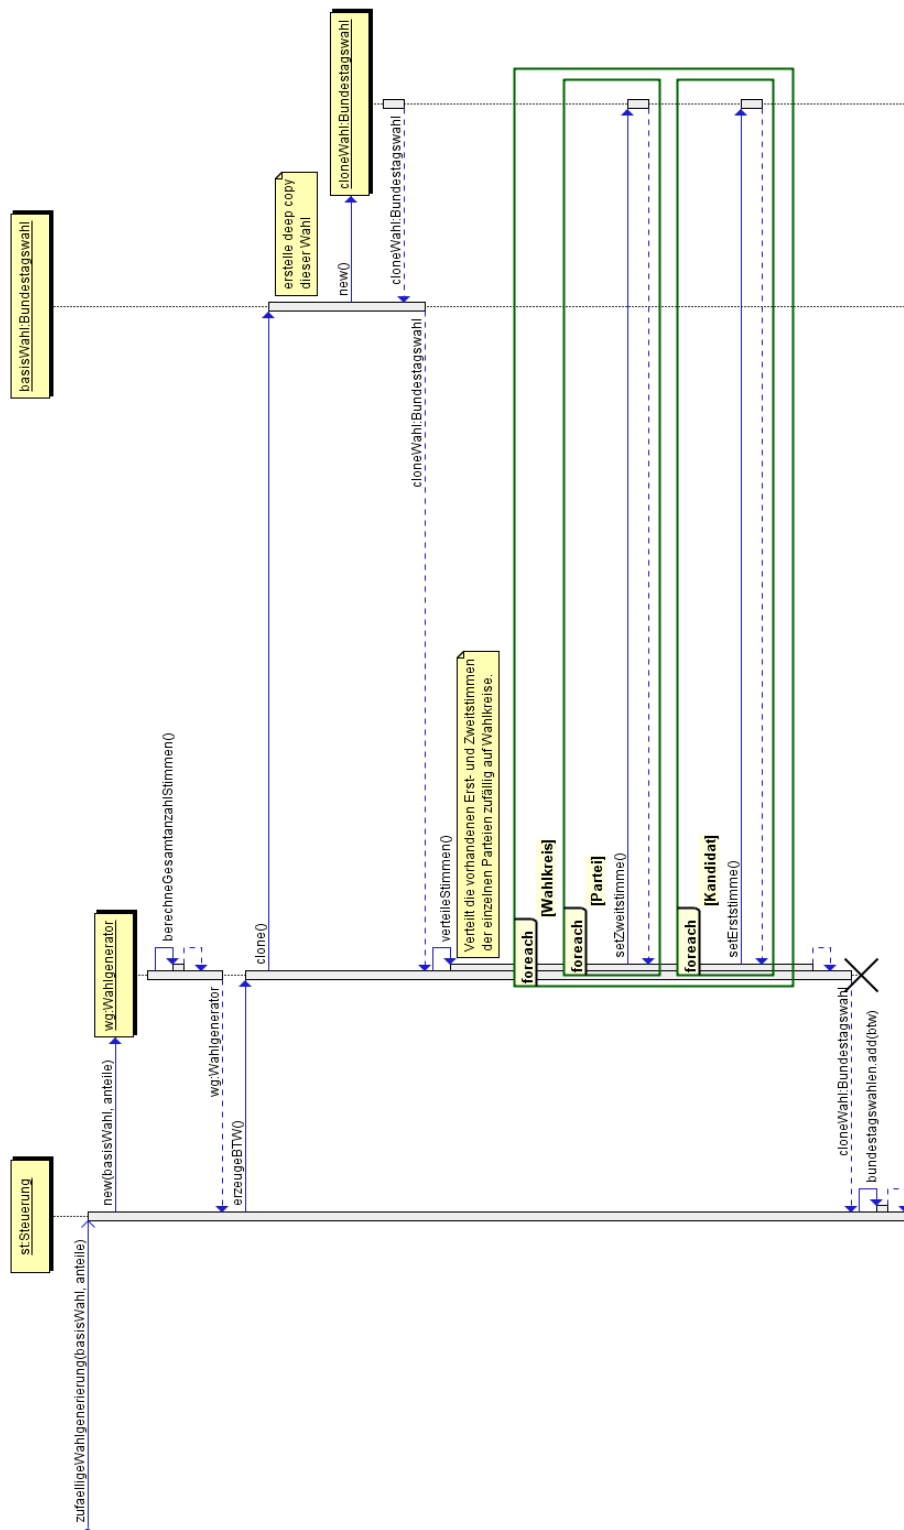 st:Steuerung
wg:Wahlgenerator
basisWahl:Bundestagswahl
zufaelligeWahlgenerierung(basisWahl, anteile)
new(basisWahl, anteile)
berechneGesamtanzahlStimmen()
wg:Wahlgenerator
erzeugeBTW()
clone()
erstelle deep copy
dieser Wahl
cloneWahl:Bundestagswahl
new()
cloneWahl:Bundestagswahl
cloneWahl:Bundestagswahl
verteileStimmen()
Verteilt die vorhandenen Erst- und Zweitstimmen
der einzelnen Parteien zufällig auf Wahlkreise.
foreach
[Wahlkreis]
foreach
[Partei]
setZweitstimme()
foreach
[Kandidat]
setErststimme()
cloneWahl:Bundestagswahl
bundestagswahlen.add(btw)